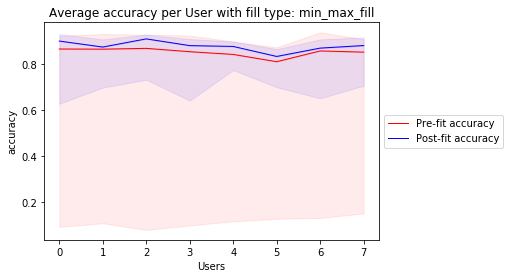 Average accuracy per User with fill type: min_max_fill
accuracy
0.8
0.6
0.4
0.2
0 1 2 3 4 5 6 7
Users
Pre-fit accuracy
Post-fit accuracy